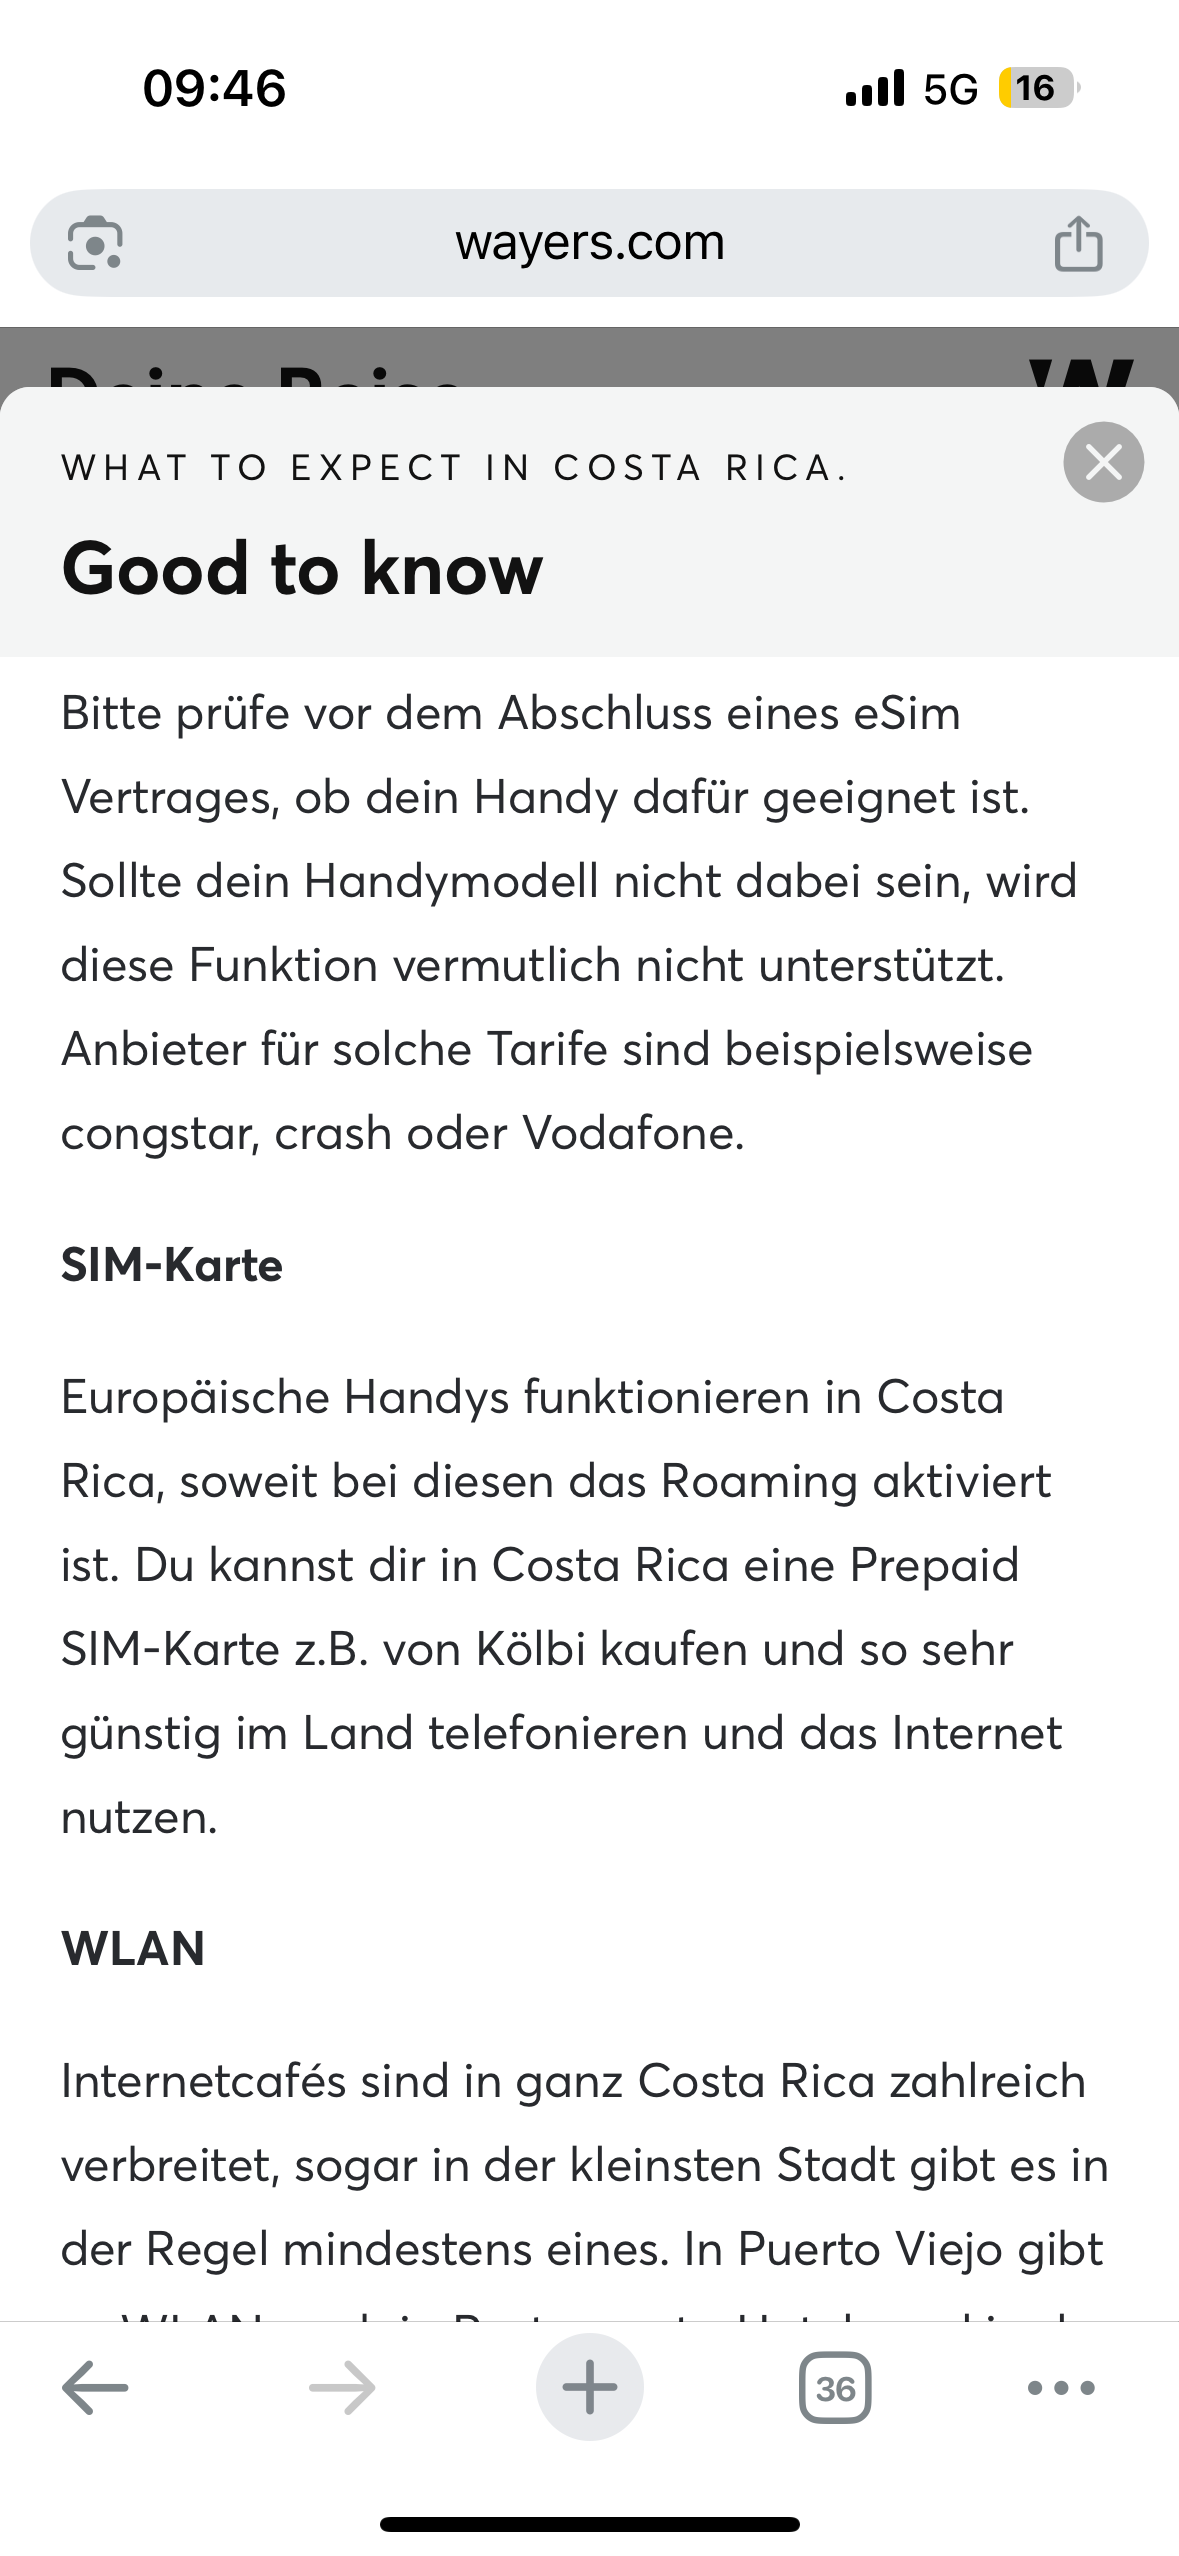 09:46
5G 16
wayers.com
Deine Reise
WHAT TO EXPECT IN COSTA RICA.
Good to know
Bitte prüfe vor dem Abschluss eines eSim
Vertrages, ob dein Handy dafür geeignet ist.
Sollte dein Handymodell nicht dabei sein, wird
diese Funktion vermutlich nicht unterstützt.
Anbieter für solche Tarife sind beispielsweise
congstar, crash oder Vodafone.
SIM-Karte
Europäische Handys funktionieren in Costa
Rica, soweit bei diesen das Roaming aktiviert
ist. Du kannst dir in Costa Rica eine Prepaid
SIM-Karte z.B. von Kölbi kaufen und so sehr
günstig im Land telefonieren und das Internet
nutzen.
WLAN
Internetcafés sind in ganz Costa Rica zahlreich
verbreitet, sogar in der kleinsten Stadt gibt es in
der Regel mindestens eines. In Puerto Viejo gibt
36